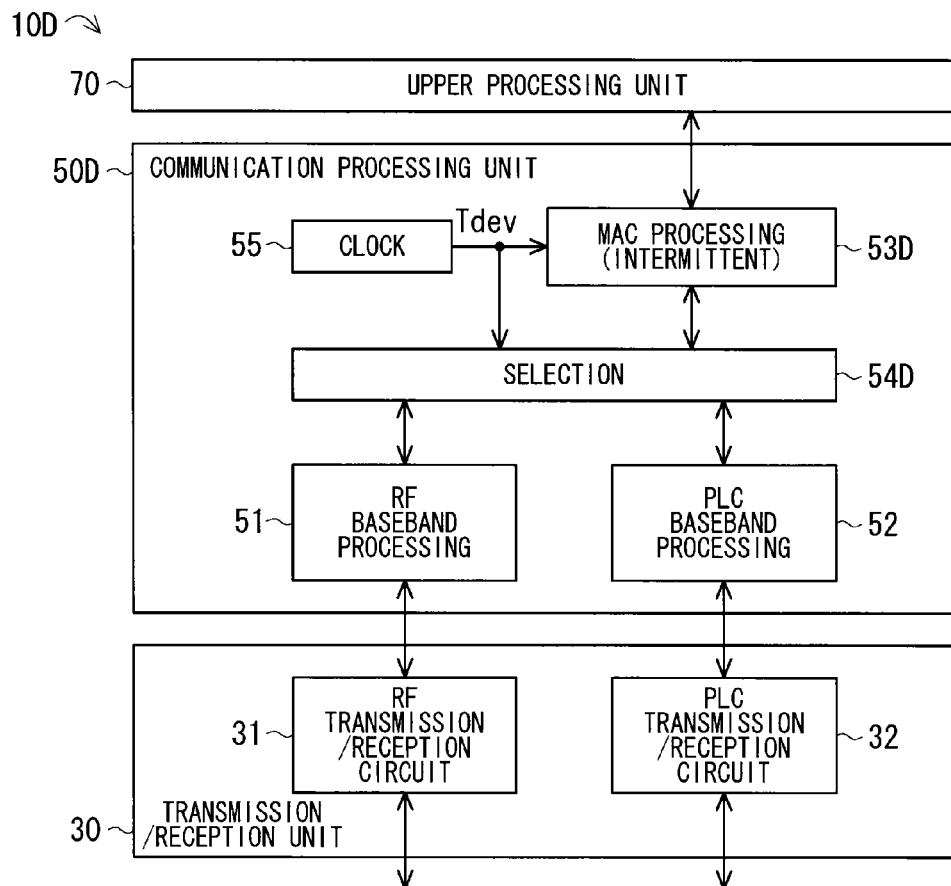 10D
70
UPPER PROCESSING UNIT
50D
COMMUNICATION PROCESSING UNIT
55
CLOCK
Tdev
MAC PROCESSING
(INTERMITTENT)
53D
SELECTION
54D
51
RF
BASEBAND
PROCESSING
PLC
BASEBAND
PROCESSING
52
31
RF
TRANSMISSION
/RECEPTION
CIRCUIT
PLC
TRANSMISSION
/RECEPTION
CIRCUIT
32
30
TRANSMISSION
/RECEPTION UNIT